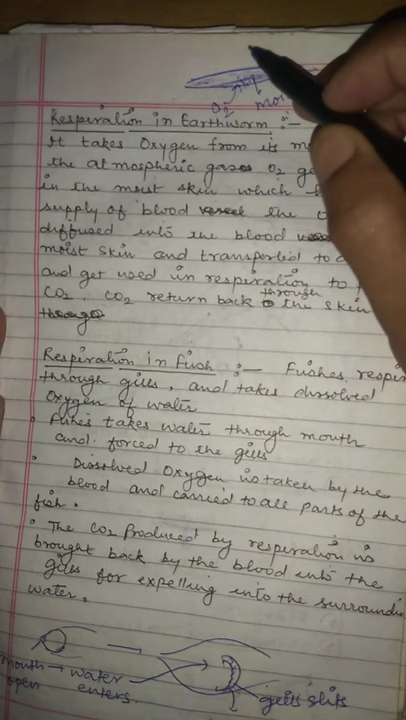 O2
Respiration in Earthworm :-
It takes Oxygen from its
the atmospheric gases O2
in the moist skin which
supply of blood the
diffused into the blood
moist skin and transported to
and get used in respiration to
CO2. CO2 return back through the skin
Respiration in Fish :- Fishes
through gills, and takes dissolved
Oxygen of water
• Fishes takes water through mouth
and forced to the gills
• Dissolved Oxygen is taken by the
blood and carried to all parts of the
fish.
• The CO2 Produced by respiration is
brought back by the blood into the
gills for expelling into the
water.
mouth open → water enters
gills slits